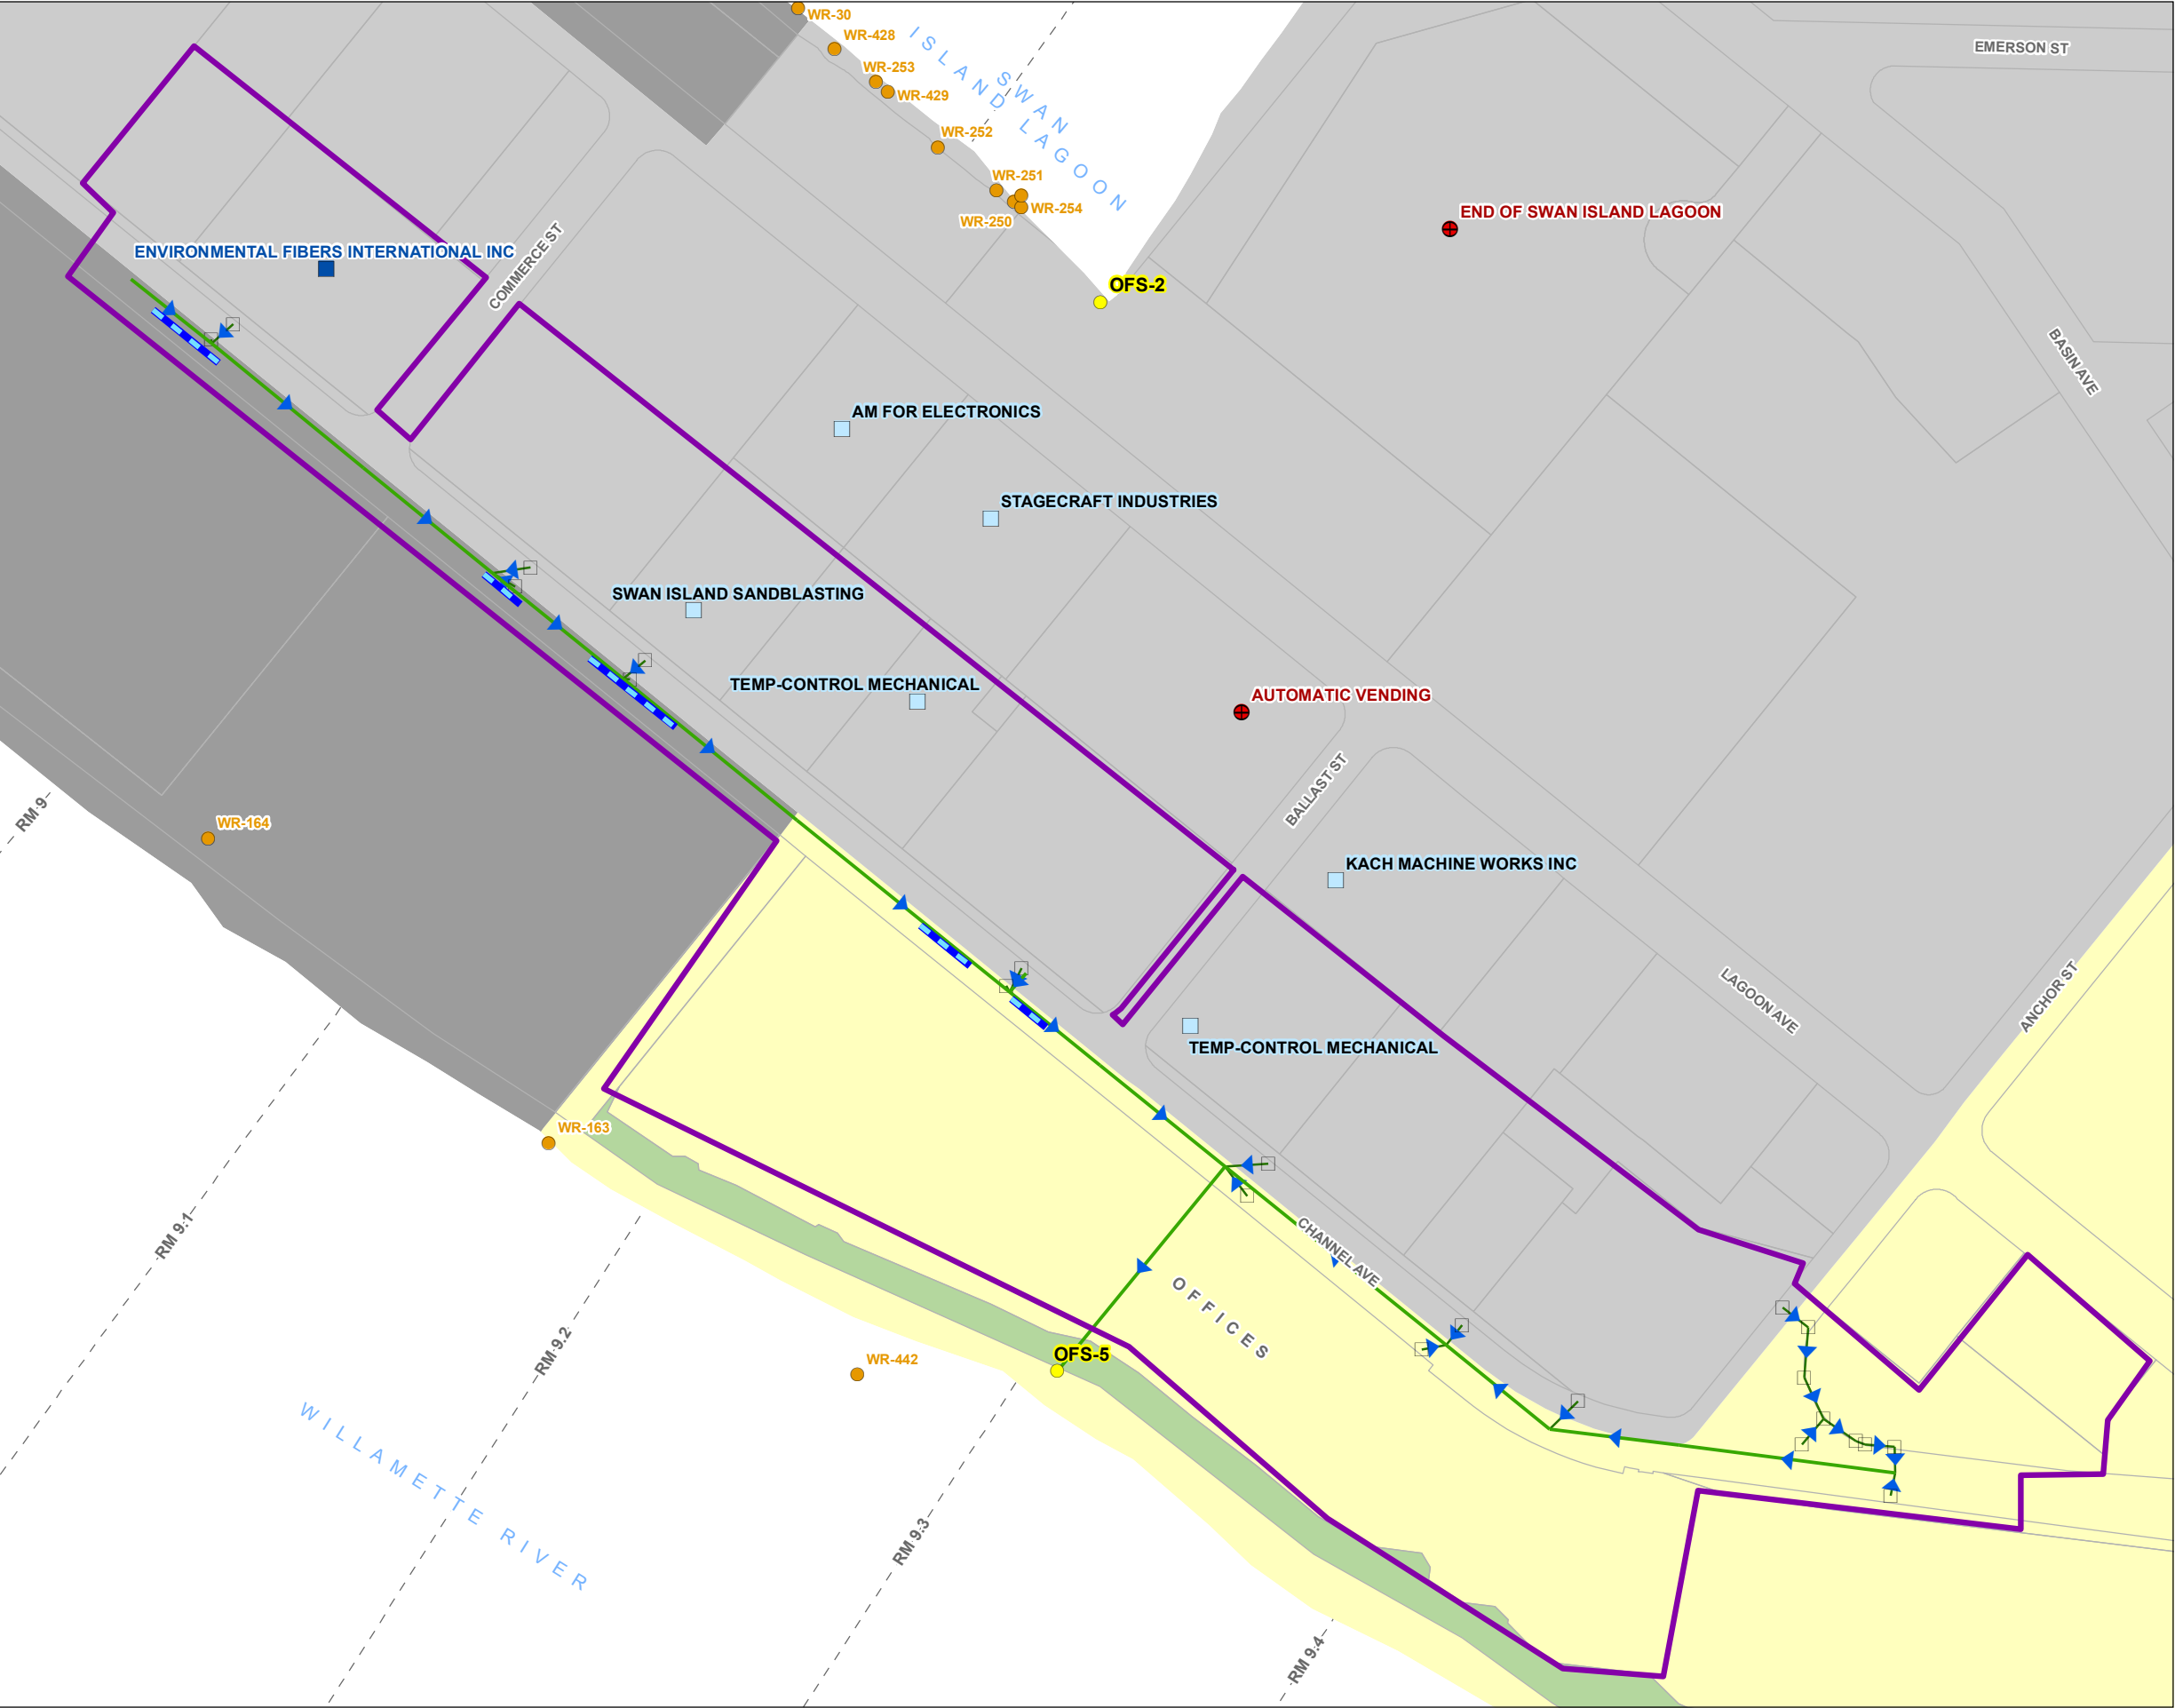 WR-30
WR-428
WR-253
WR-429
WR-252
WR-251
WR-250
WR-254
SWAN
ISLAND LAGOON
EMERSON ST
END OF SWAN ISLAND LAGOON
ENVIRONMENTAL FIBERS INTERNATIONAL INC
COMMERCE ST
OFS-2
BASIN AVE
AM FOR ELECTRONICS
STAGECRAFT INDUSTRIES
SWAN ISLAND SANDBLASTING
TEMP-CONTROL MECHANICAL
AUTOMATIC VENDING
BALLAST ST
RM 9
WR-164
KACH MACHINE WORKS INC
LAGOON AVE
ANCHOR ST
TEMP-CONTROL MECHANICAL
WR-163
RM 9.1
CHANNEL AVE
OFFICES
RM 9.2
OFS-5
WR-442
WILLAMETTE RIVER
RM 9.3
RM 9.4